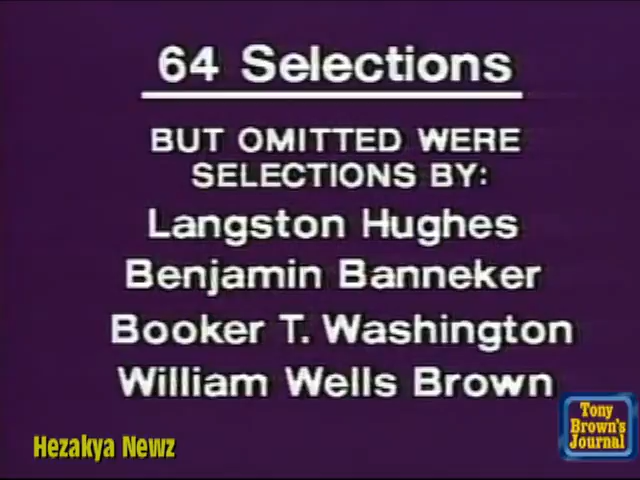 64 Selections
BUT OMITTED WERE
SELECTIONS BY:
Langston Hughes
Benjamin Banneker
Booker T. Washington
William Wells Brown
Tony
Brown's
Journal
Hezakya Newz